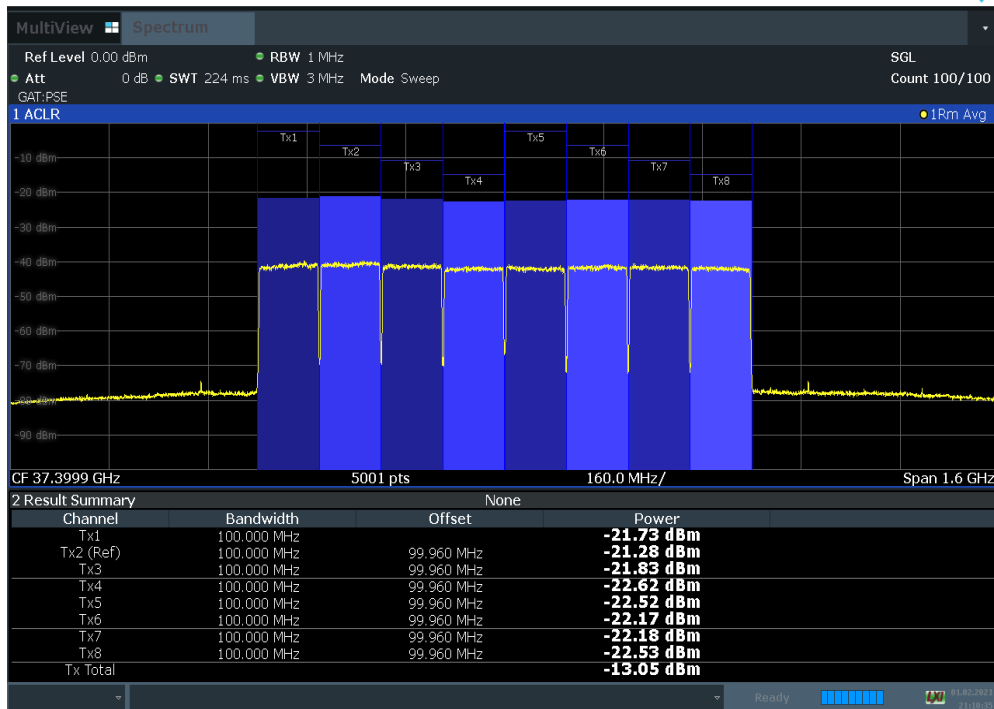 MultiView Spectrum
Ref Level 0.00 dBm RBW 1 MHz SGL
Att 0 dB SWT 224 ms VBW 3 MHz Mode Sweep Count 100/100
GAT:PSE
1 ACLR 1Rm Avg
Tx1 Tx5
Tx2 Tx6
-10 dBm
Tx3 Tx7
Tx4 Tx8
-20 dBm
-30 dBm
-40 dBm
-50 dBm
-60 dBm
-70 dBm
-80 dBm
-90 dBm
CF 37.3999 GHz 5001 pts 160.0 MHz/ Span 1.6 GHz
2 Result Summary None
Channel Bandwidth Offset Power
Tx1 100.000 MHz -21.73 dBm
Tx2 (Ref) 100.000 MHz 99.960 MHz -21.28 dBm
Tx3 100.000 MHz 99.960 MHz -21.83 dBm
Tx4 100.000 MHz 99.960 MHz -22.62 dBm
Tx5 100.000 MHz 99.960 MHz -22.52 dBm
Tx6 100.000 MHz 99.960 MHz -22.17 dBm
Tx7 100.000 MHz 99.960 MHz -22.18 dBm
Tx8 100.000 MHz 99.960 MHz -22.53 dBm
Tx Total -13.05 dBm
Ready 01.02.2021
21:10:35